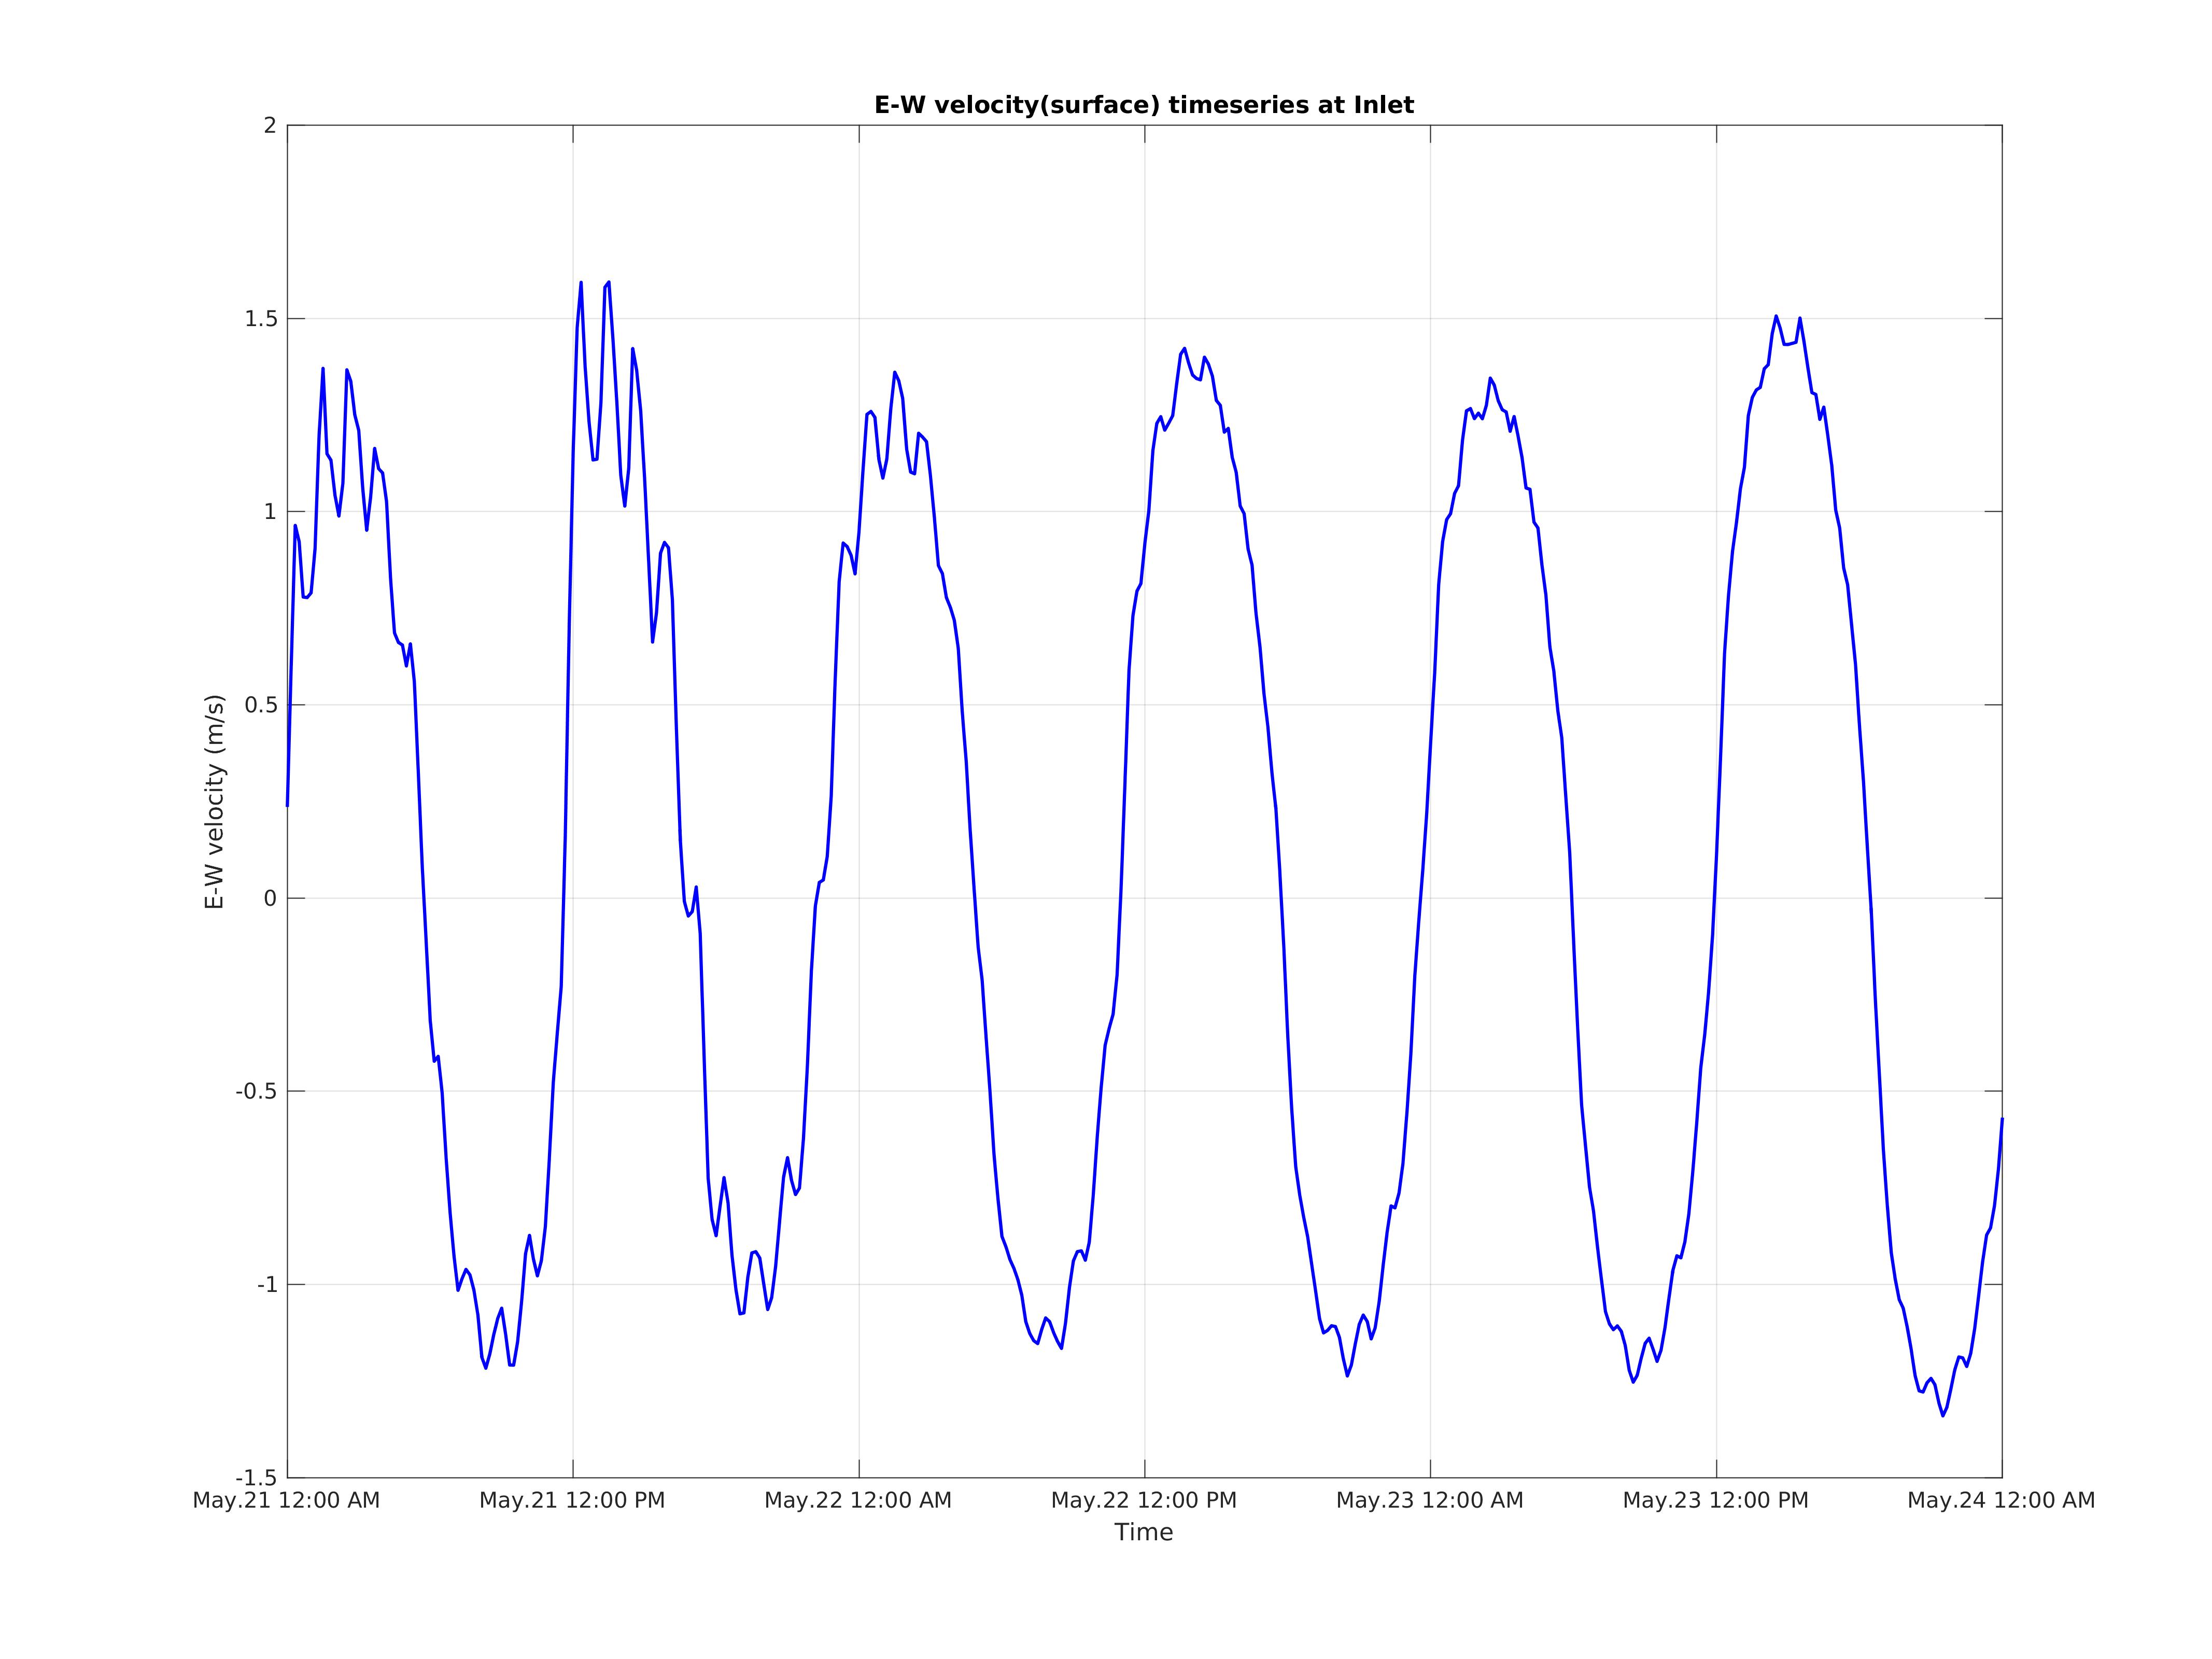 E-W velocity(surface) timeseries at Inlet
2
1.5
1
0.5
0
-0.5
-1
-1.5
E-W velocity (m/s)
May.21 12:00 AM May.21 12:00 PM May.22 12:00 AM May.22 12:00 PM May.23 12:00 AM May.23 12:00 PM May.24 12:00 AM
Time